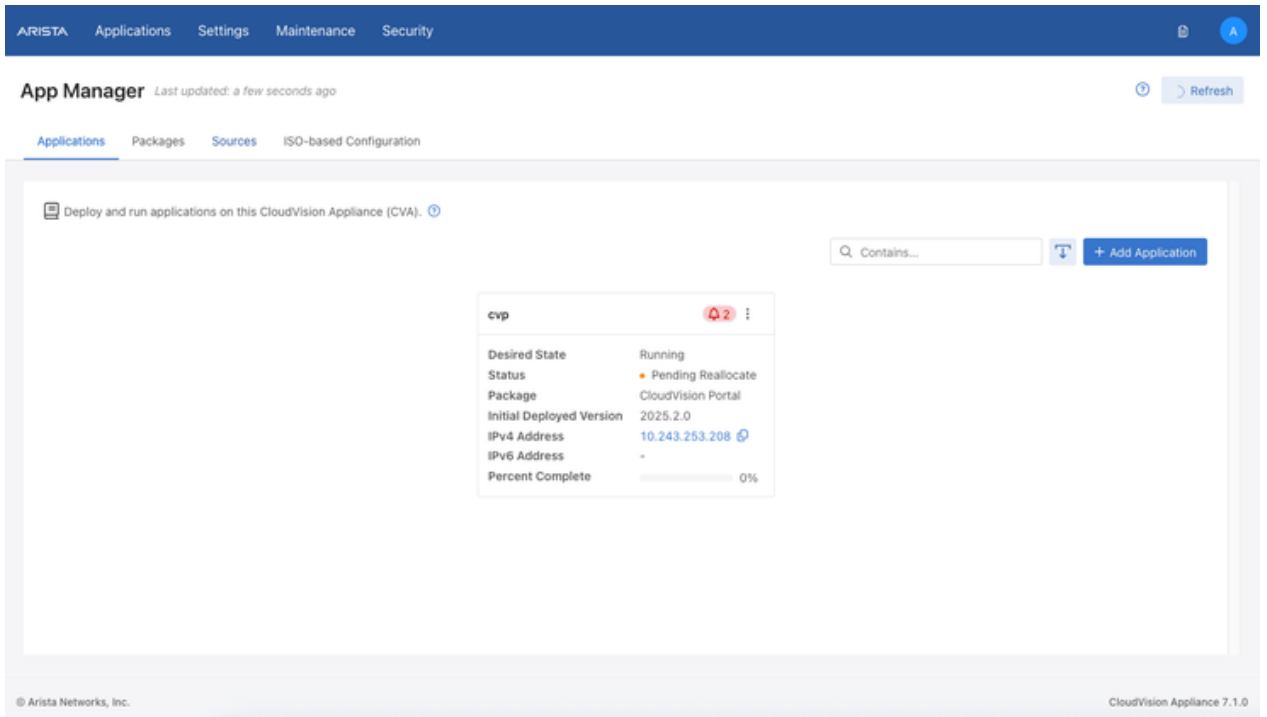 ARISTA Applications Settings Maintenance Security A
App Manager Last updated: a few seconds ago Refresh
Applications Packages Sources ISO-based Configuration
Deploy and run applications on this CloudVision Appliance (CVA).
Contains... + Add Application
cvp 2
Desired State Running
Status Pending Reallocate
Package CloudVision Portal
Initial Deployed Version 2025.2.0
IPv4 Address 10.243.253.208
IPv6 Address -
Percent Complete 0%
© Arista Networks, Inc. CloudVision Appliance 7.1.0